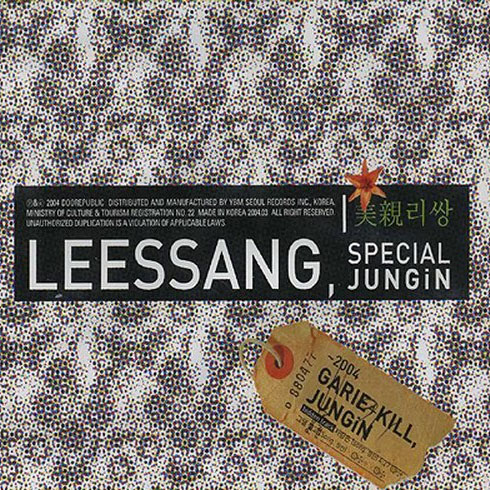 ℗&© 2004 DOOREPUBLIC DISTRIBUTED AND MANUFACTURED BY YBM SEOUL RECORDS INC., KOREA,
MINISTRY OF CULTURE & TOURISM REGISTRATION NO. 22 MADE IN KOREA 2004.03 ALL RIGHT RESERVED
UNAUTHORIZED DUPLICATION IS A VIOLATION OF APPLICABLE LAWS.
美親리쌍
LEESSANG,
SPECIAL
JUNGiN
080477
-2004
GARIE&KILL,
JUNGiN